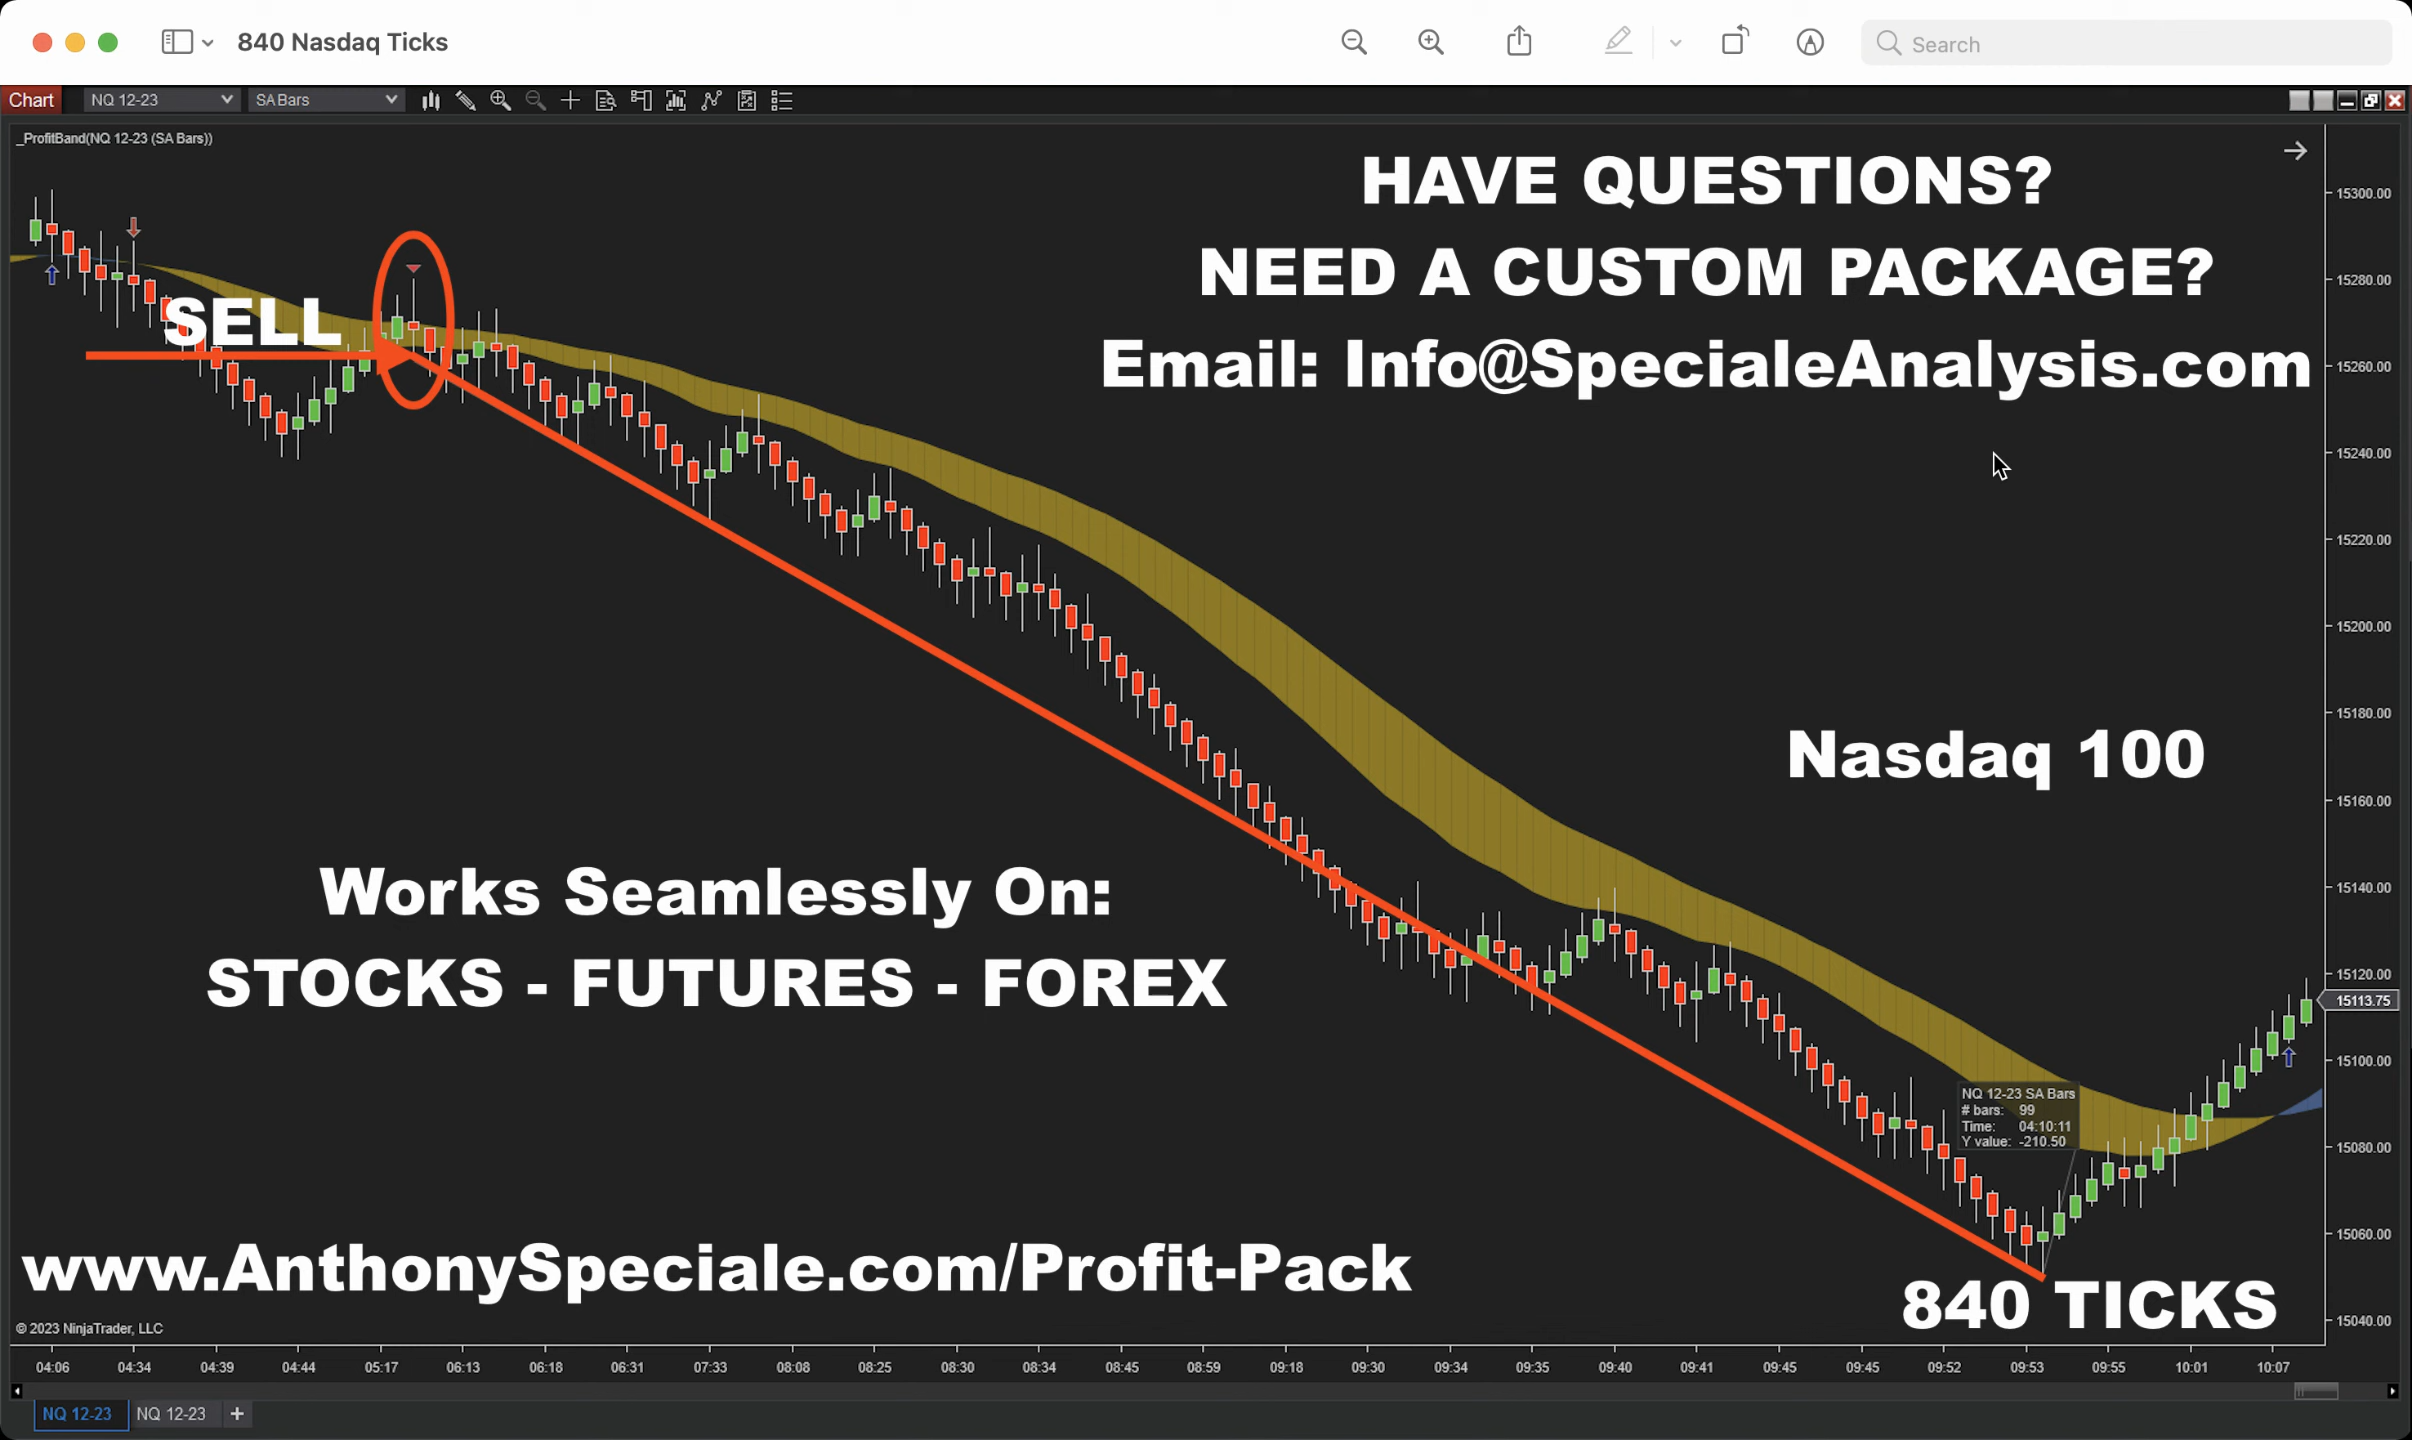 840 Nasdaq Ticks
Search
Chart
NQ 12-23
SABars
_ProfitBand(NQ 12-23 (SA Bars))
HAVE QUESTIONS?
NEED A CUSTOM PACKAGE?
Email: Info@SpecialeAnalysis.com
SELL
15300.00
15280.00
15260.00
15240.00
15220.00
15200.00
15180.00
15160.00
15140.00
15120.00
15113.75
15100.00
15080.00
15060.00
15040.00
Nasdaq 100
Works Seamlessly On:
STOCKS - FUTURES - FOREX
NQ 12-23 SA Bars
# bars: 99
Time: 04:10:11
Y value: -210.50
www.AnthonySpeciale.com/Profit-Pack
840 TICKS
© 2023 NinjaTrader, LLC
04:06 04:34 04:39 04:44 05:17 06:13 06:18 06:31 07:33 08:08 08:25 08:30 08:34 08:45 08:59 09:18 09:30 09:34 09:35 09:40 09:41 09:45 09:45 09:52 09:53 09:55 10:01 10:07
NQ 12-23 NQ 12-23 +